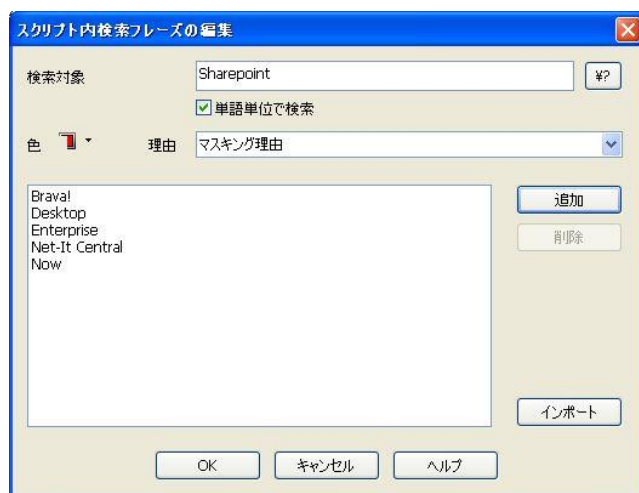 スクリプト内検索フレーズの編集
検索対象 Sharepoint ¥?
単語単位で検索
色 理由 マスキング理由
Brava!
Desktop
Enterprise
Net-It Central
Now
追加
削除
インポート
OK キャンセル ヘルプ